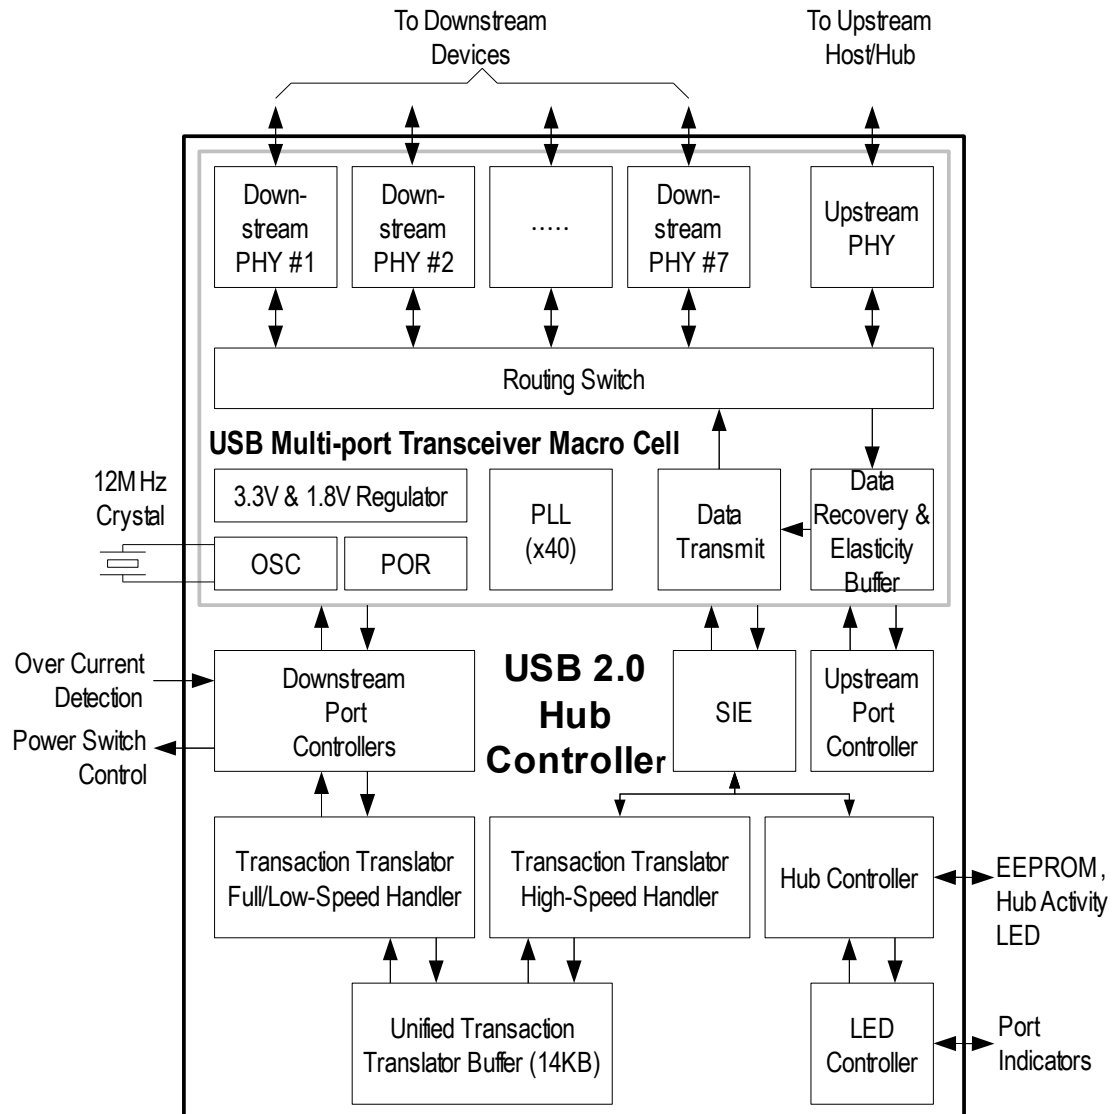 To Downstream
Devices
To Upstream
Host/Hub
Down-
stream
PHY #1
Down-
stream
PHY #2
.....
Down-
stream
PHY #7
Upstream
PHY
Routing Switch
USB Multi-port Transceiver Macro Cell
12MHz
Crystal
3.3V & 1.8V Regulator
OSC
POR
PLL
(x40)
Data
Transmit
Data
Recovery &
Elasticity
Buffer
Over Current
Detection
Power Switch
Control
Downstream
Port
Controllers
USB 2.0
Hub
Controller
SIE
Upstream
Port
Controller
Transaction Translator
Full/Low-Speed Handler
Transaction Translator
High-Speed Handler
Hub Controller
EEPROM,
Hub Activity
LED
Unified Transaction
Translator Buffer (14KB)
LED
Controller
Port
Indicators